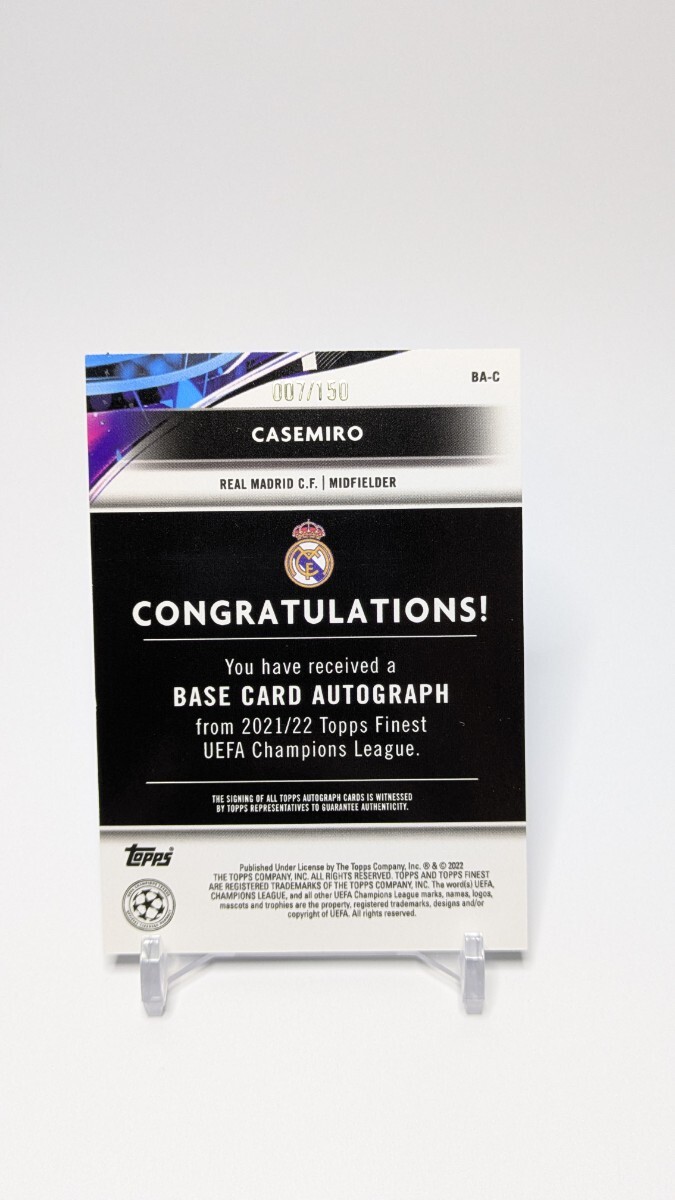 BA-C
007/150
CASEMIRO
REAL MADRID C.F. | MIDFIELDER
CONGRATULATIONS!
You have received a
BASE CARD AUTOGRAPH
from 2021/22 Topps Finest
UEFA Champions League.
THE SIGNING OF ALL TOPPS AUTOGRAPH CARDS IS WITNESSED
BY TOPPS REPRESENTATIVES TO GUARANTEE AUTHENTICITY.
topps
Published Under License by The Topps Company, Inc. ® & © 2022
THE TOPPS COMPANY, INC. ALL RIGHTS RESERVED. TOPPS AND TOPPS FINEST
ARE REGISTERED TRADEMARKS OF THE TOPPS COMPANY, INC. The word(s) UEFA,
CHAMPIONS LEAGUE, and all other UEFA Champions League marks, names, logos,
mascots and trophies are the property, registered trademarks, designs and/or
copyright of UEFA. All rights reserved.